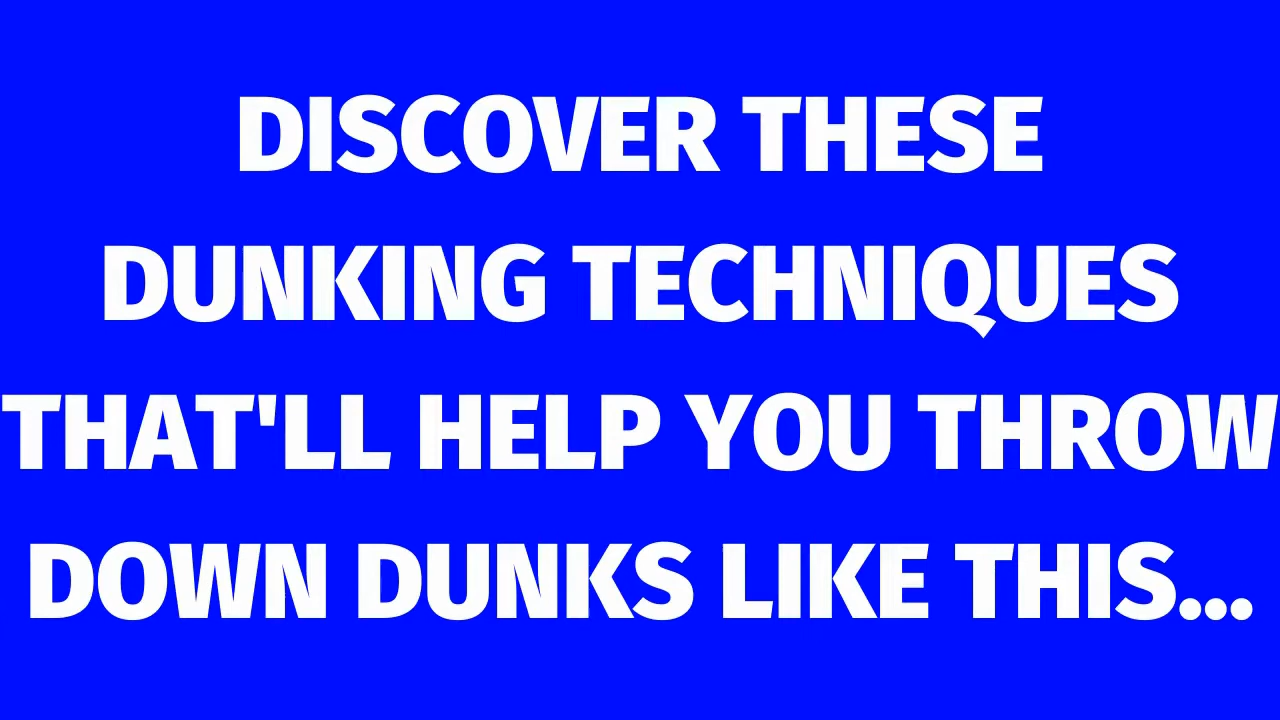 DISCOVER THESE
DUNKING TECHNIQUES
THAT'LL HELP YOU THROW
DOWN DUNKS LIKE THIS...